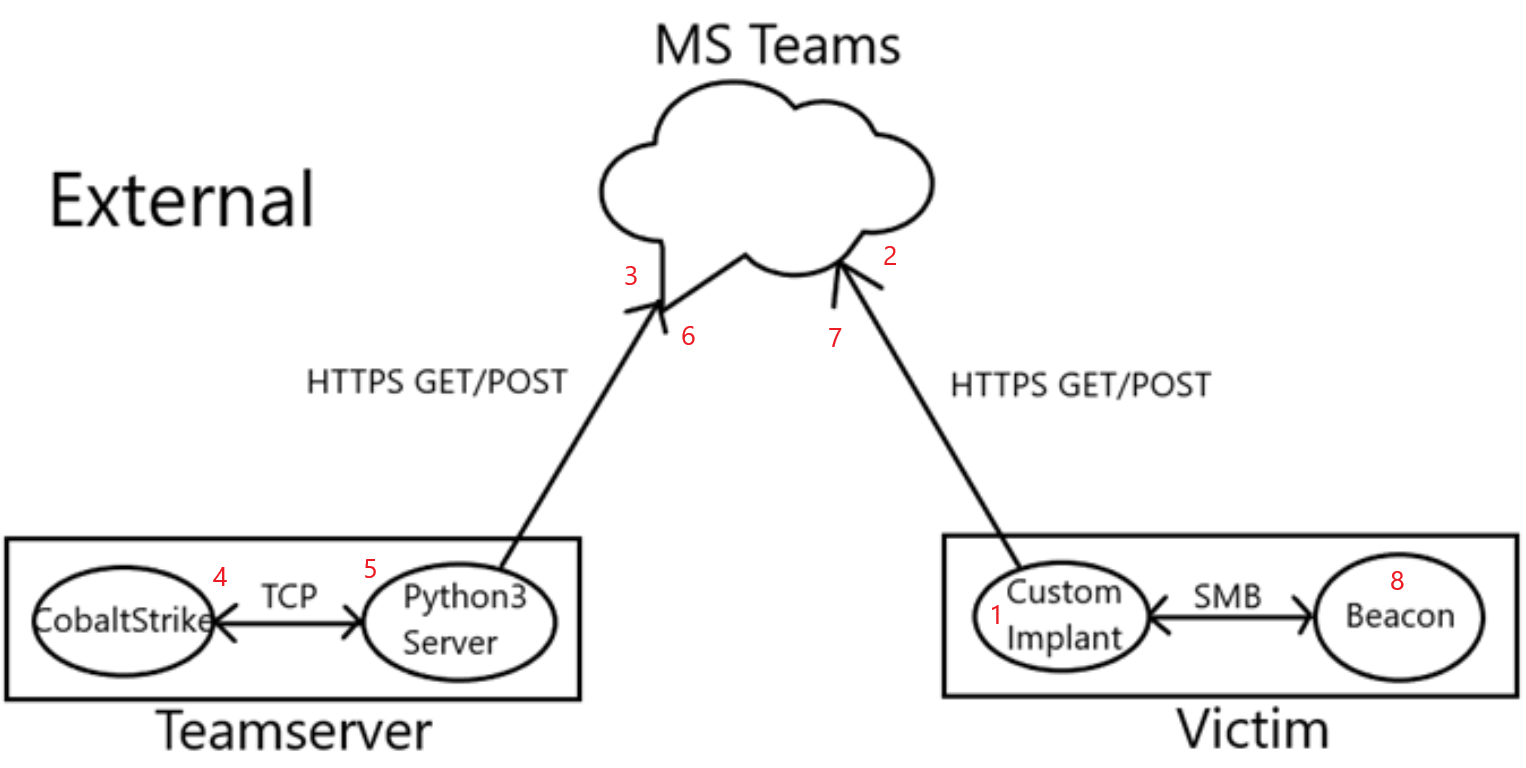 MS Teams
External
2
3
6
7
HTTPS GET/POST
HTTPS GET/POST
4
TCP
5
Python3
Server
CobaltStrike
1
Custom
Implant
SMB
8
Beacon
Teamserver
Victim